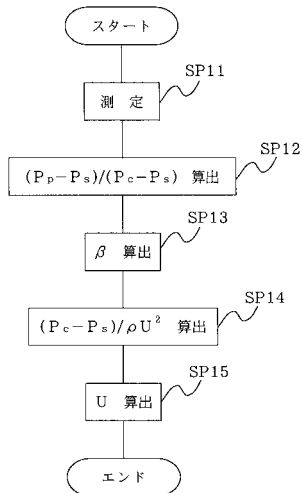 スタート
SP11
測 定
SP12
(Pp-Ps)/(Pc-Ps) 算出
SP13
β 算出
SP14
(Pc-Ps)/ρU² 算出
SP15
U 算出
エンド